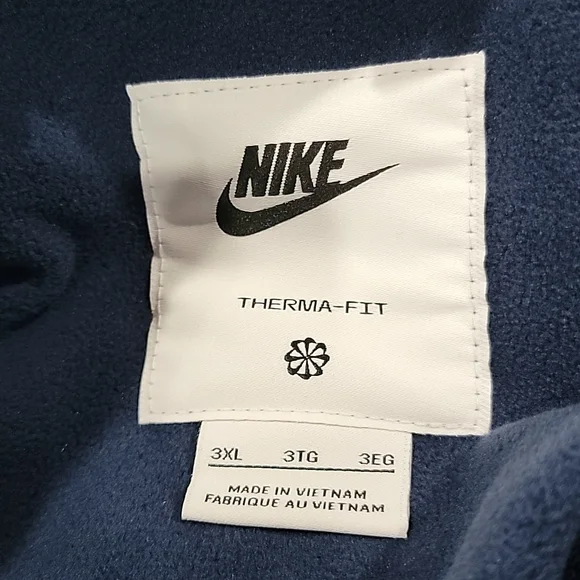 NIKE
THERMA-FIT
3XL 3TG 3EG
MADE IN VIETNAM
FABRIQUE AU VIETNAM